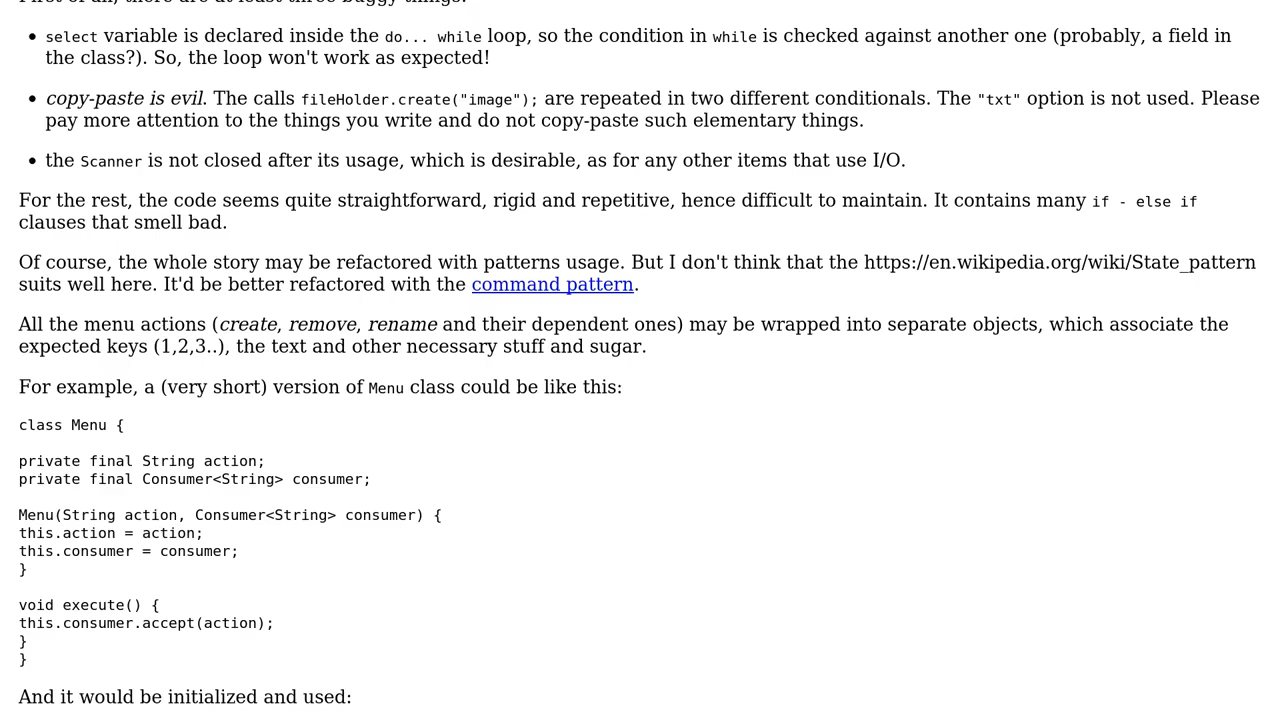 First of all, there are at least three buggy things:
select variable is declared inside the do... while loop, so the condition in while is checked against another one (probably, a field in
the class?). So, the loop won't work as expected!
copy-paste is evil. The calls fileHolder.create("image"); are repeated in two different conditionals. The "txt" option is not used. Please
pay more attention to the things you write and do not copy-paste such elementary things.
the Scanner is not closed after its usage, which is desirable, as for any other items that use I/O.
For the rest, the code seems quite straightforward, rigid and repetitive, hence difficult to maintain. It contains many if - else if
clauses that smell bad.
Of course, the whole story may be refactored with patterns usage. But I don't think that the https://en.wikipedia.org/wiki/State_pattern
suits well here. It'd be better refactored with the command pattern.
All the menu actions (create, remove, rename and their dependent ones) may be wrapped into separate objects, which associate the
expected keys (1,2,3..), the text and other necessary stuff and sugar.
For example, a (very short) version of Menu class could be like this:
class Menu {
private final String action;
private final Consumer<String> consumer;
Menu(String action, Consumer<String> consumer) {
this.action = action;
this.consumer = consumer;
}
void execute() {
this.consumer.accept(action);
}
}
And it would be initialized and used: